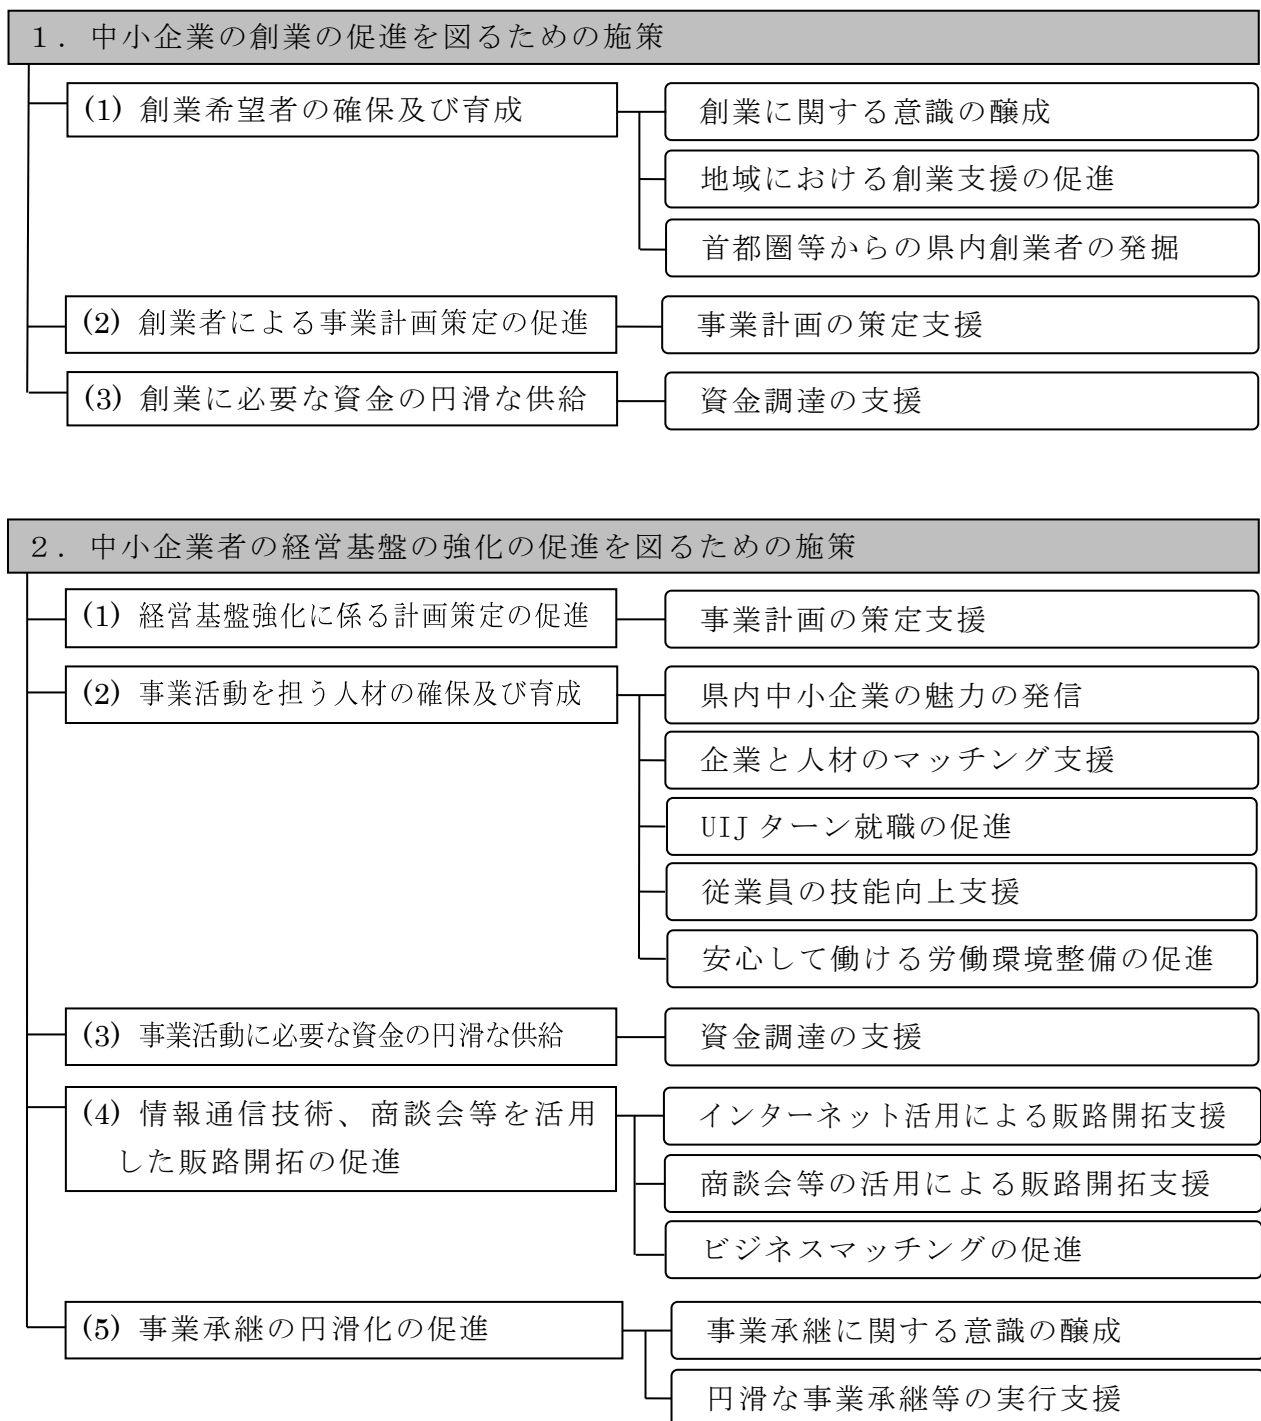 １．中小企業の創業の促進を図るための施策
(1) 創業希望者の確保及び育成
創業に関する意識の醸成
地域における創業支援の促進
首都圏等からの県内創業者の発掘
(2) 創業者による事業計画策定の促進
事業計画の策定支援
(3) 創業に必要な資金の円滑な供給
資金調達の支援
２．中小企業者の経営基盤の強化の促進を図るための施策
(1) 経営基盤強化に係る計画策定の促進
事業計画の策定支援
(2) 事業活動を担う人材の確保及び育成
県内中小企業の魅力の発信
企業と人材のマッチング支援
UIJターン就職の促進
従業員の技能向上支援
安心して働ける労働環境整備の促進
(3) 事業活動に必要な資金の円滑な供給
資金調達の支援
(4) 情報通信技術、商談会等を活用
した販路開拓の促進
インターネット活用による販路開拓支援
商談会等の活用による販路開拓支援
ビジネスマッチングの促進
(5) 事業承継の円滑化の促進
事業承継に関する意識の醸成
円滑な事業承継等の実行支援